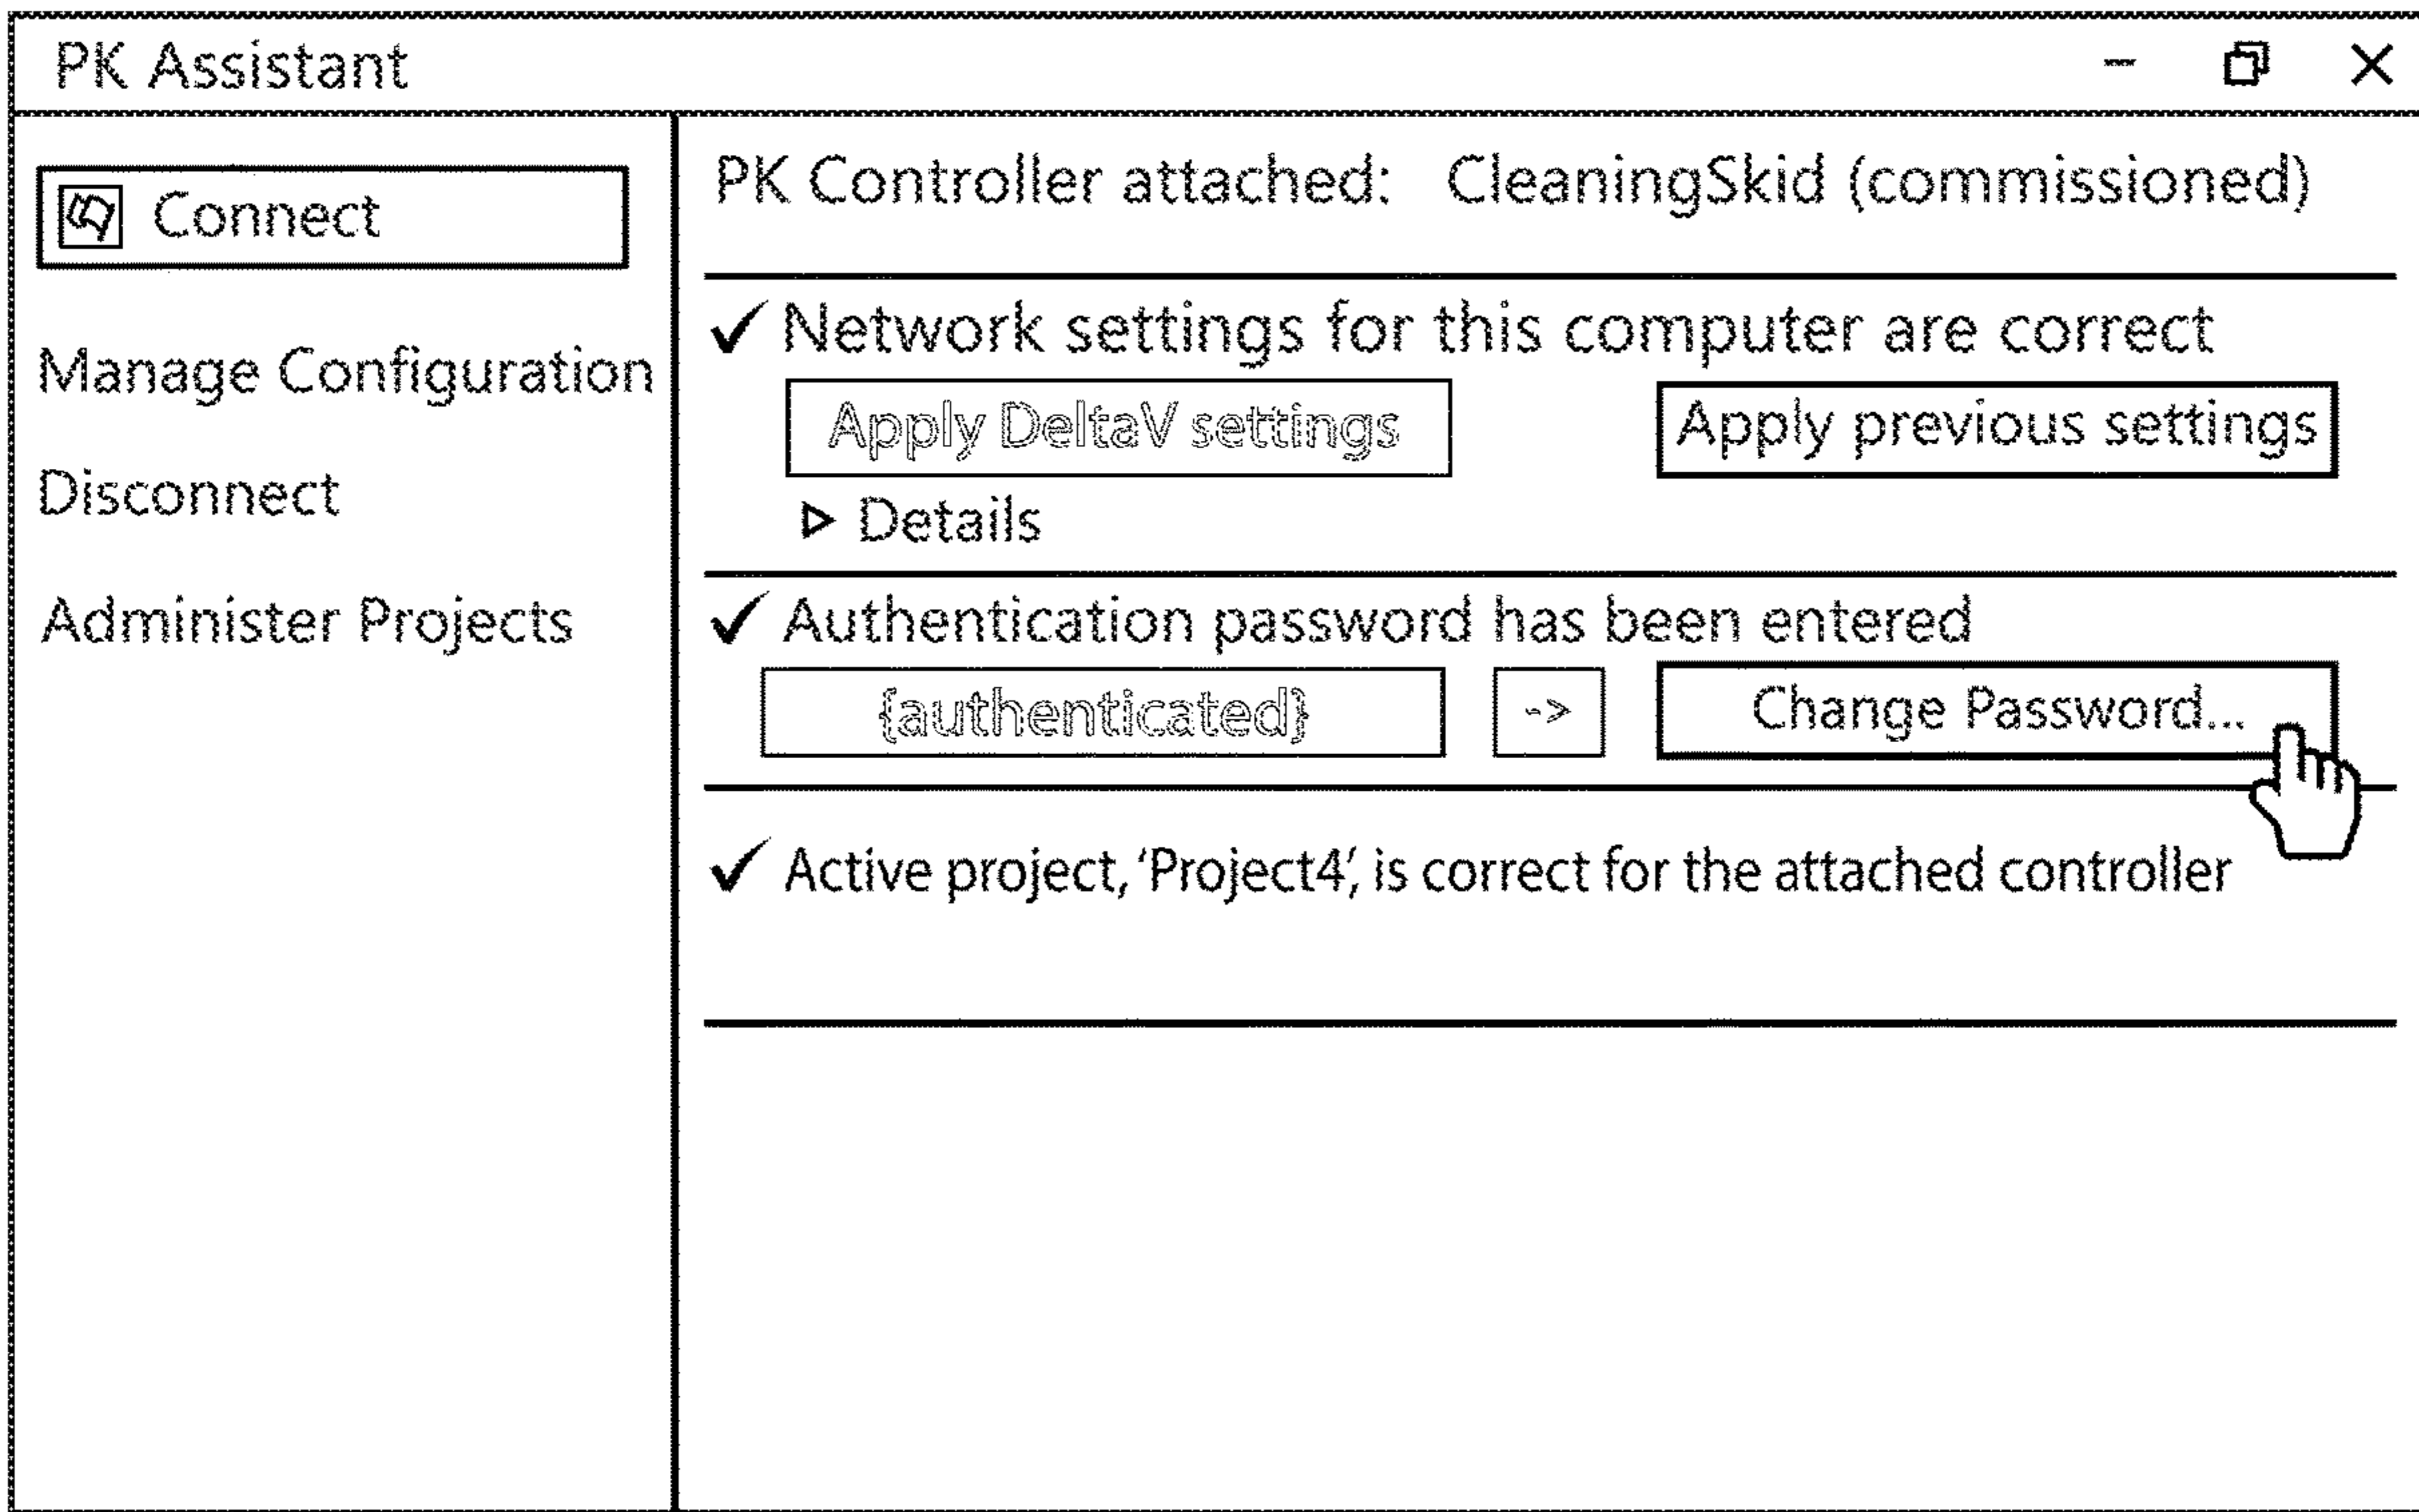 PK Assistant
Connect
Manage Configuration
Disconnect
Administer Projects
PK Controller attached: CleaningSkid (commissioned)
✓ Network settings for this computer are correct
Apply DeltaV settings
Apply previous settings
Details
✓ Authentication password has been entered
{authenticated}
->
Change Password...
✓ Active project, ‘Project4’, is correct for the attached controller